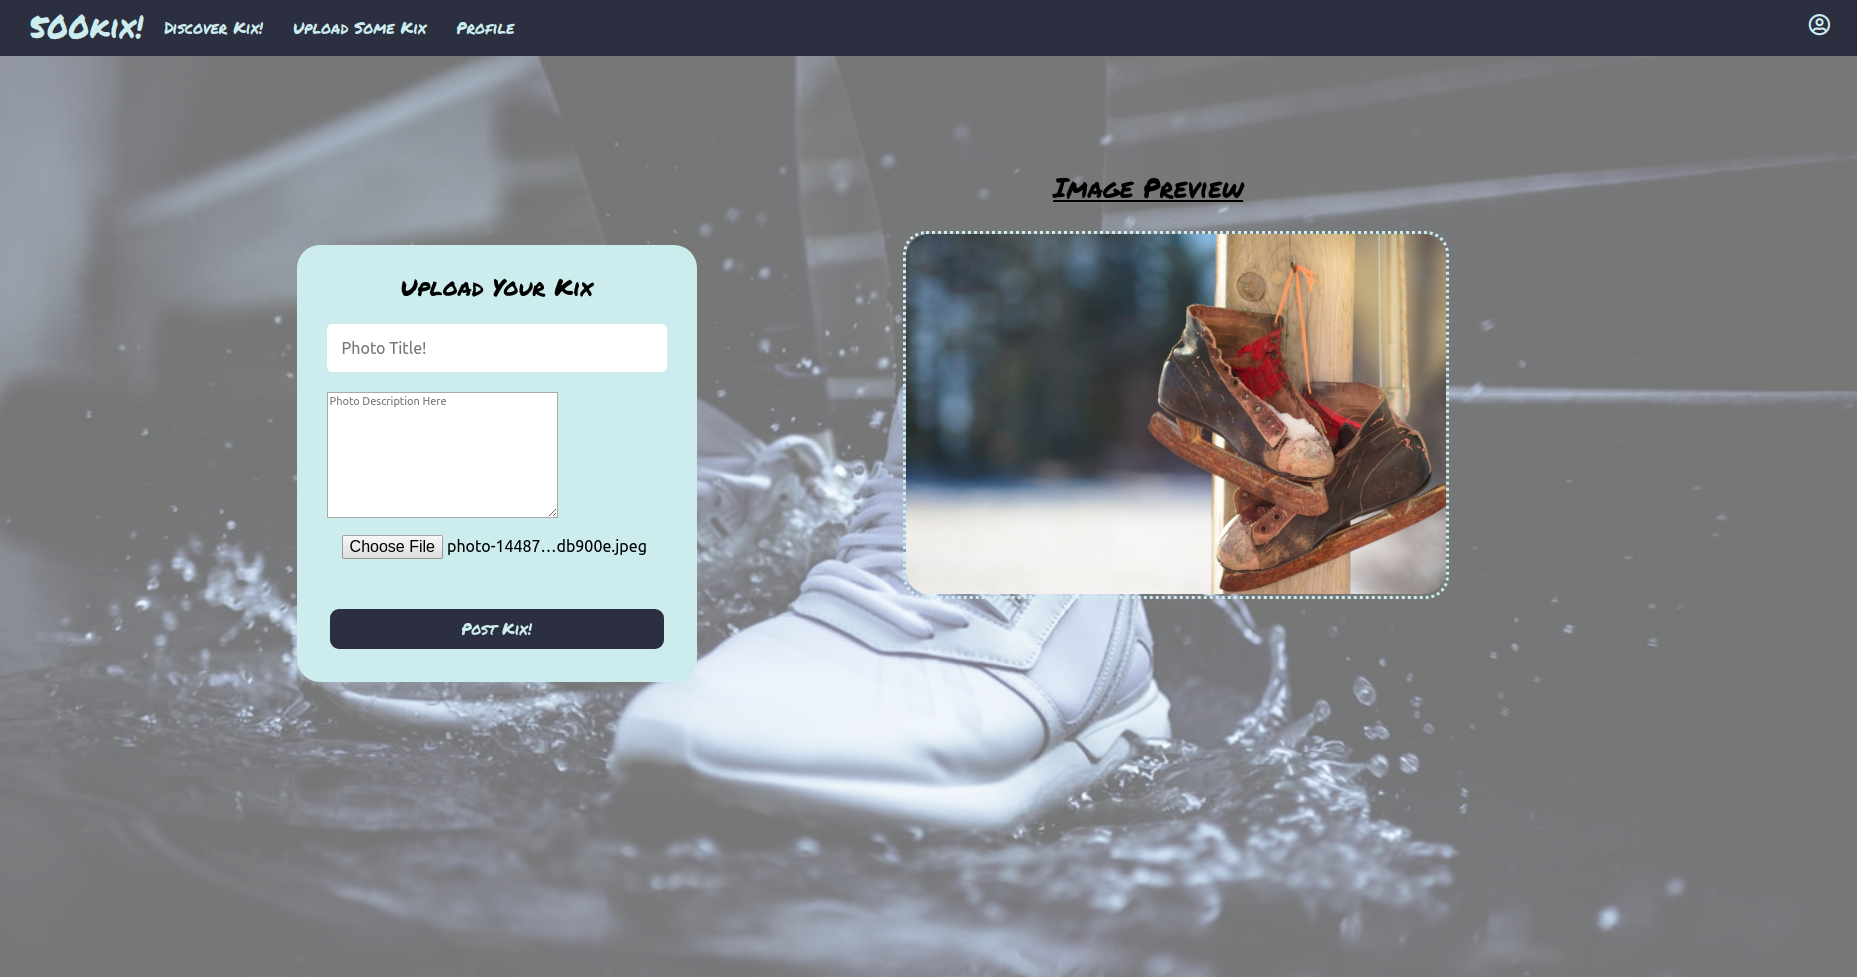 500kix! Discover Kix! Upload Some Kix Profile
Image Preview
Upload Your Kix
Photo Title!
Photo Description Here
Choose File photo-14487…db900e.jpeg
Post Kix!